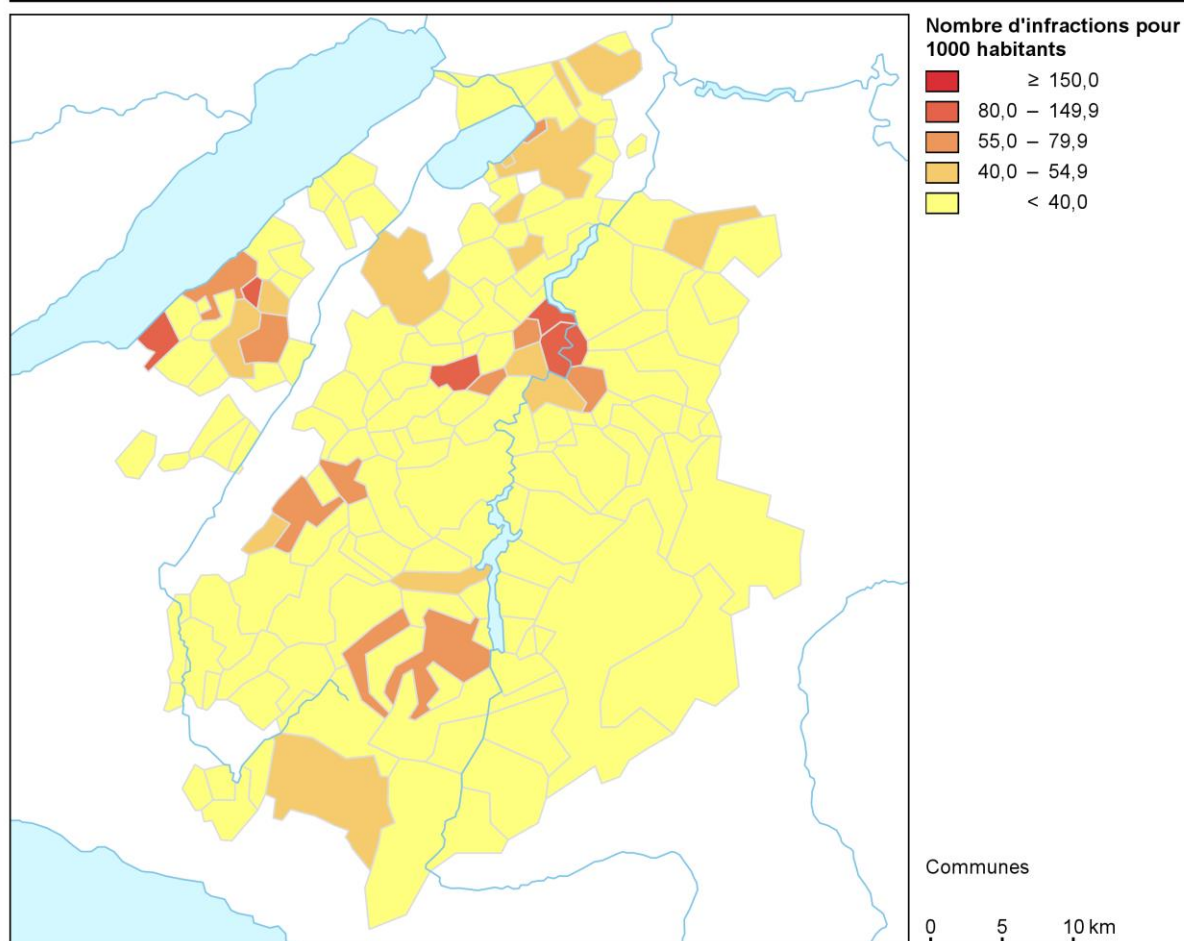 Nombre d'infractions pour
1000 habitants
≥ 150,0
80,0 – 149,9
55,0 – 79,9
40,0 – 54,9
< 40,0
Communes
0 5 10 km